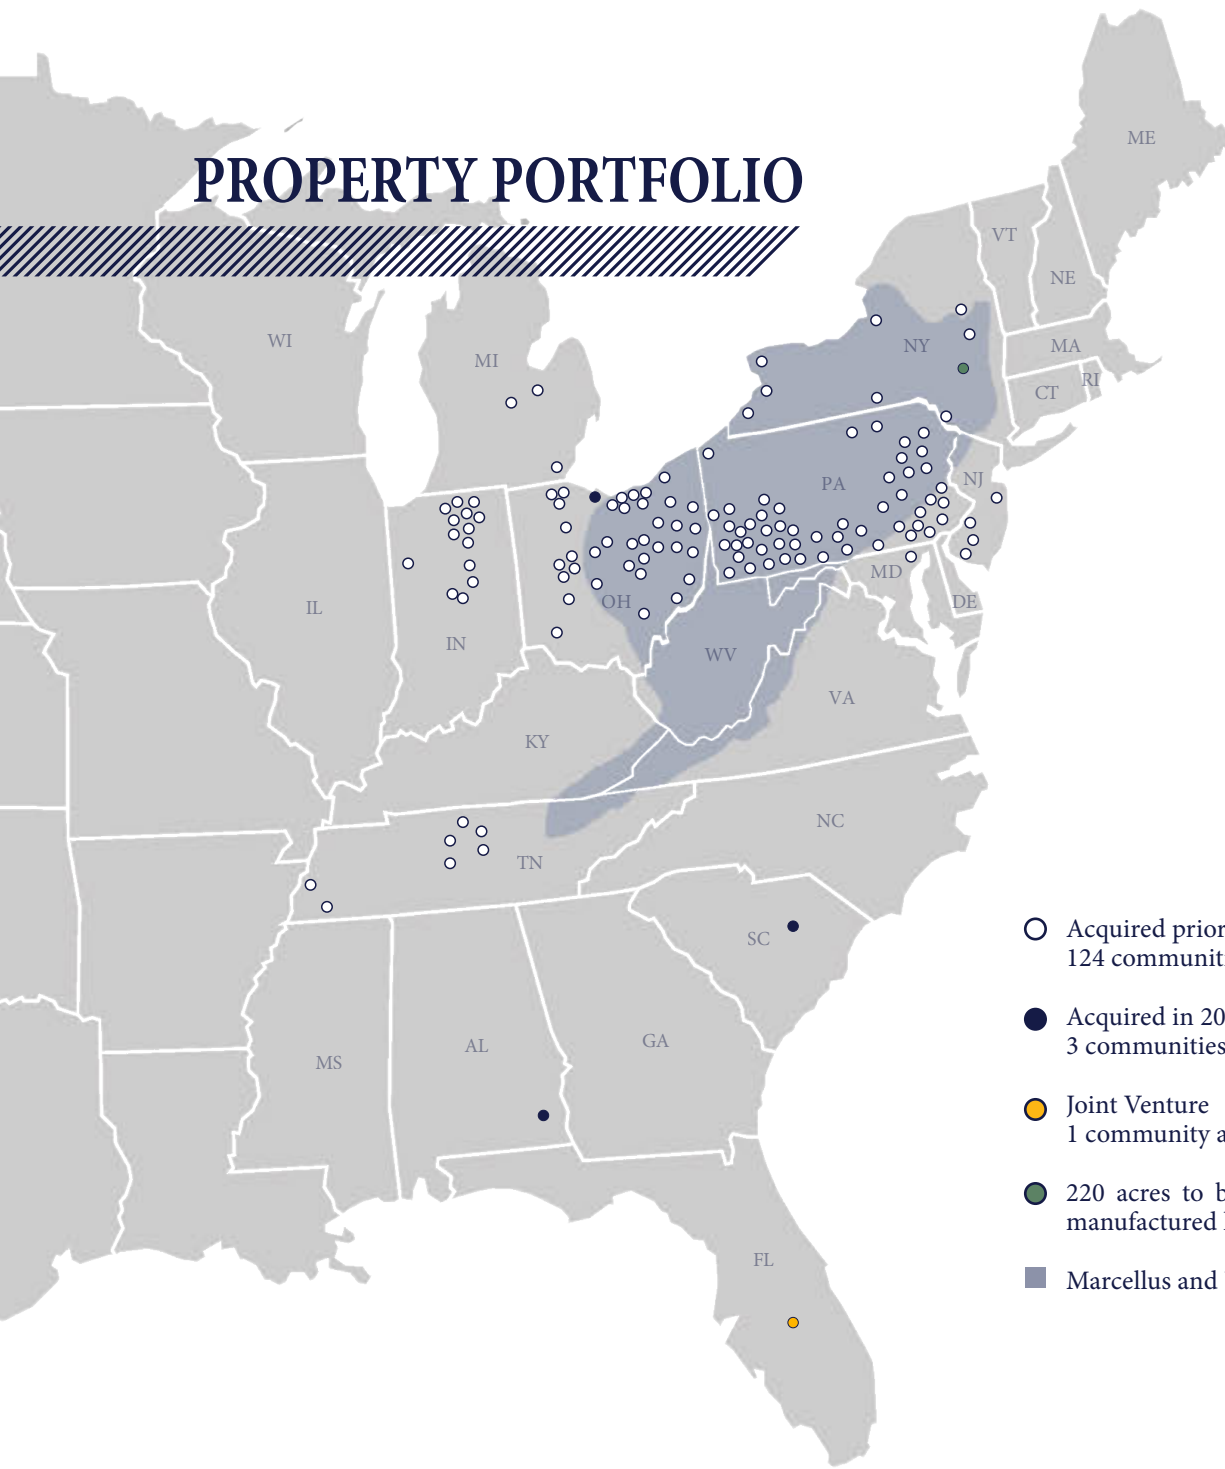 PROPERTY PORTFOLIO
ME
VT
NE
WI
MI
NY
MA
CT
RI
PA
NJ
MD
DE
IL
IN
OH
WV
VA
KY
NC
TN
SC
MS
AL
GA
FL
Acquired prior
124
Acquired in
3 communities
Joint Venture
1 community
220 acres to
manufactured
Marcellus and